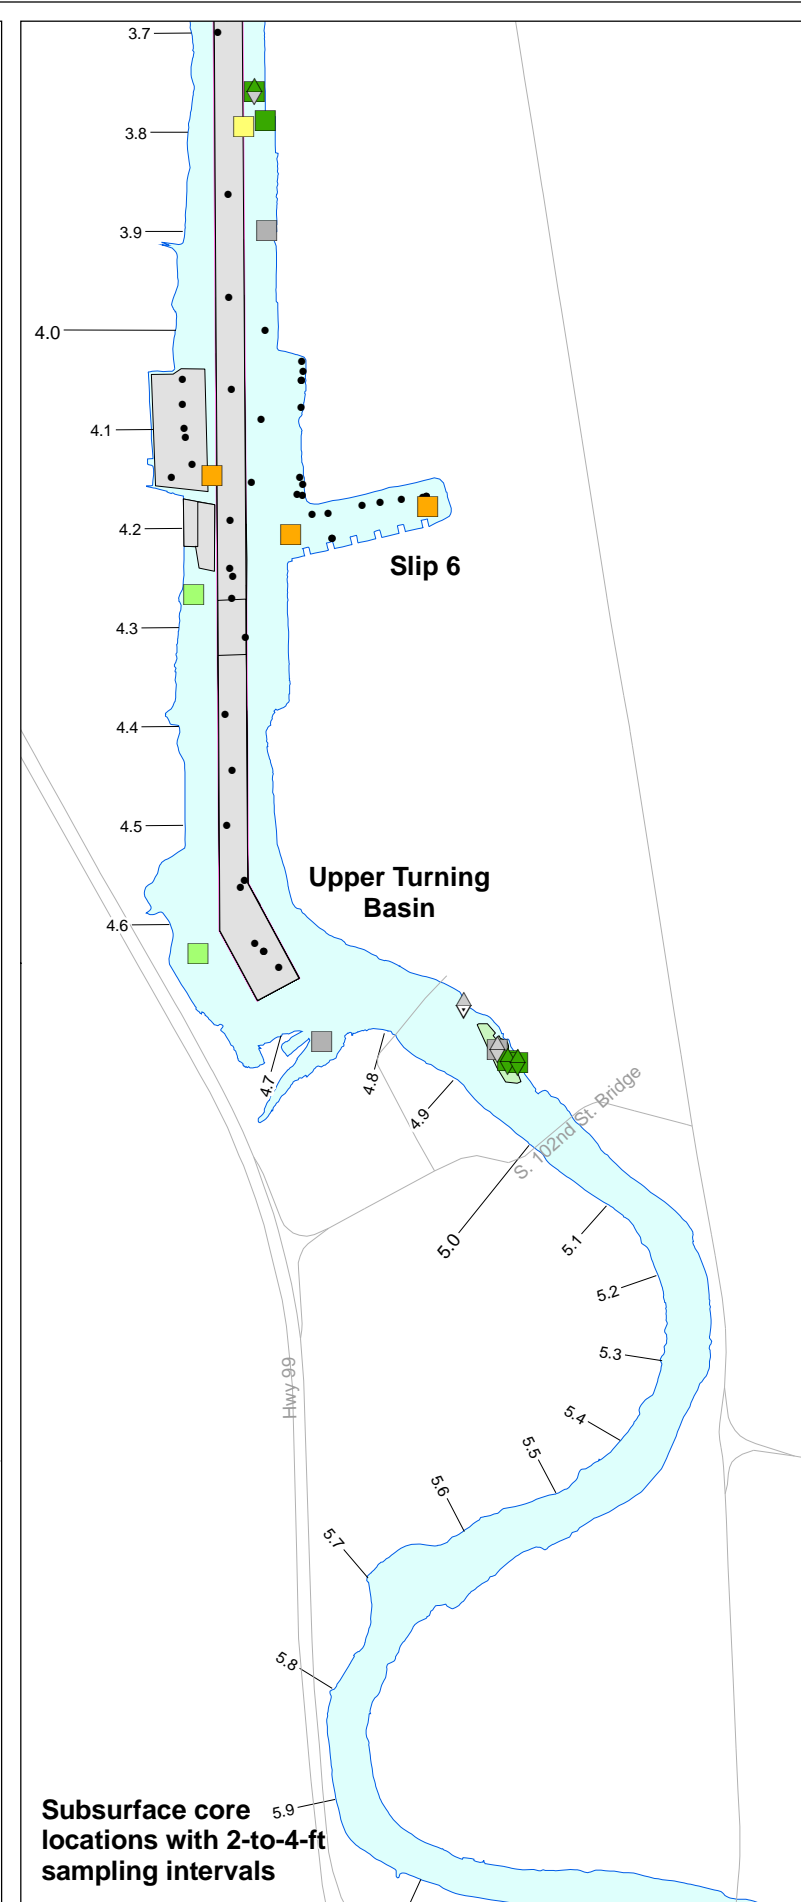 3.7
3.8
3.9
4.0
4.1
4.2
Slip 6
4.3
4.4
4.5
Upper Turning
Basin
4.6
4.7
4.8
4.9
S. 102nd St. Bridge
5.0
5.1
5.2
5.3
Hwy 99
5.4
5.5
5.6
5.7
5.8
5.9
Subsurface core
locations with 2-to-4-ft
sampling intervals